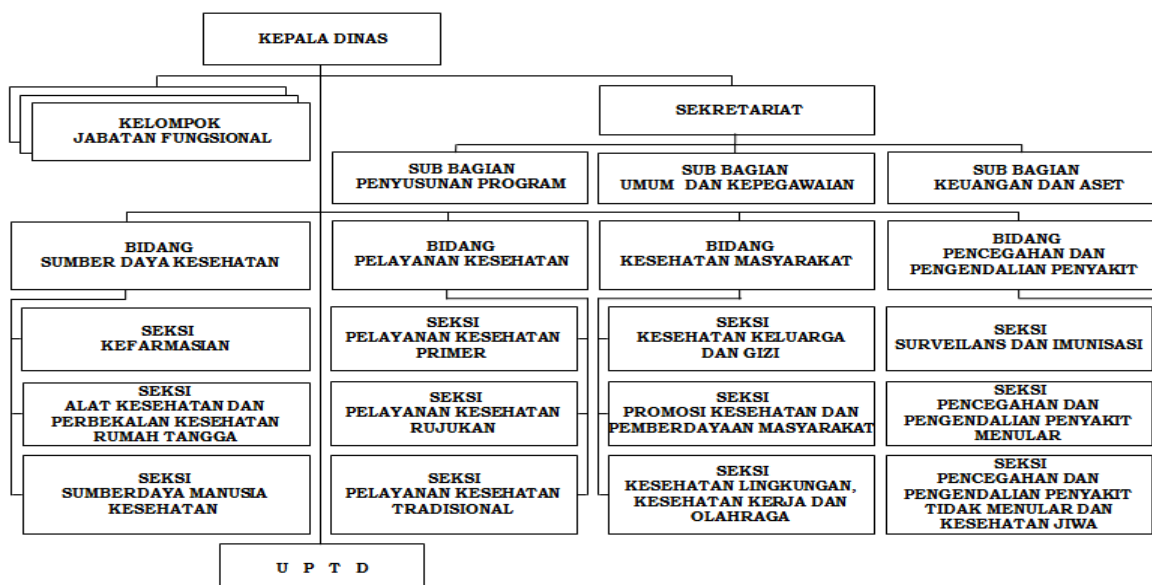 KEPALA DINAS
KELOMPOK
JABATAN FUNGSIONAL
SEKRETARIAT
SUB BAGIAN
PENYUSUNAN PROGRAM
SUB BAGIAN
UMUM DAN KEPEGAWAIAN
SUB BAGIAN
KEUANGAN DAN ASET
BIDANG
SUMBER DAYA KESEHATAN
BIDANG
PELAYANAN KESEHATAN
BIDANG
KESEHATAN MASYARAKAT
BIDANG
PENCEGAHAN DAN
PENGENDALIAN PENYAKIT
SEKSI
KEFARMASIAN
SEKSI
PELAYANAN KESEHATAN
PRIMER
SEKSI
KESEHATAN KELUARGA
DAN GIZI
SEKSI
SURVEILANS DAN IMUNISASI
SEKSI
ALAT KESEHATAN DAN
PERBEKALAN KESEHATAN
RUMAH TANGGA
SEKSI
PELAYANAN KESEHATAN
RUJUKAN
SEKSI
PROMOSI KESEHATAN DAN
PEMBERDAYAAN MASYARAKAT
SEKSI
PENCEGAHAN DAN
PENGENDALIAN PENYAKIT
MENULAR
SEKSI
SUMBERDAYA MANUSIA
KESEHATAN
SEKSI
PELAYANAN KESEHATAN
TRADISIONAL
SEKSI
KESEHATAN LINGKUNGAN,
KESEHATAN KERJA DAN
OLAHRAGA
SEKSI
PENCEGAHAN DAN
PENGENDALIAN PENYAKIT
TIDAK MENULAR DAN
KESEHATAN JIWA
U P T D